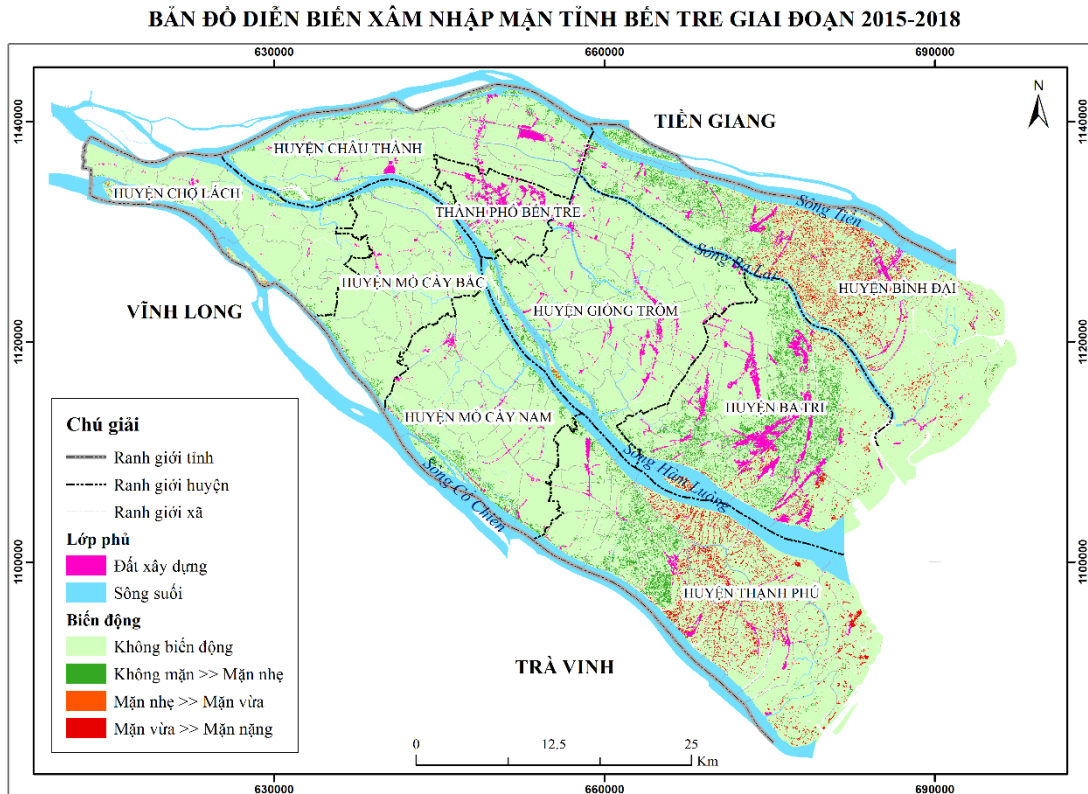 BẢN ĐỒ DIỄN BIẾN XÂM NHẬP MẶN TỈNH BẾN TRE GIAI ĐOẠN 2015-2018
630000
660000
690000
1140000
1140000
N
TIỀN GIANG
HUYỆN CHÂU THÀNH
HUYỆN CHỢ LÁCH
THÀNH PHỐ BẾN TRE
Sông Tiền
Sông Ba Lai
HUYỆN MỎ CÀY BẮC
HUYỆN BÌNH ĐẠI
VĨNH LONG
HUYỆN GIỒNG TRÔM
1120000
1120000
HUYỆN MỎ CÀY NAM
HUYỆN BA TRI
Sông Hàm Luông
Sông Cổ Chiên
1100000
1100000
HUYỆN THẠNH PHÚ
TRÀ VINH
Chú giải
Ranh giới tỉnh
Ranh giới huyện
Ranh giới xã
Lớp phủ
Đất xây dựng
Sông suối
Biến động
Không biến động
Không mặn >> Mặn nhẹ
Mặn nhẹ >> Mặn vừa
Mặn vừa >> Mặn nặng
0
12.5
25
Km
630000
660000
690000